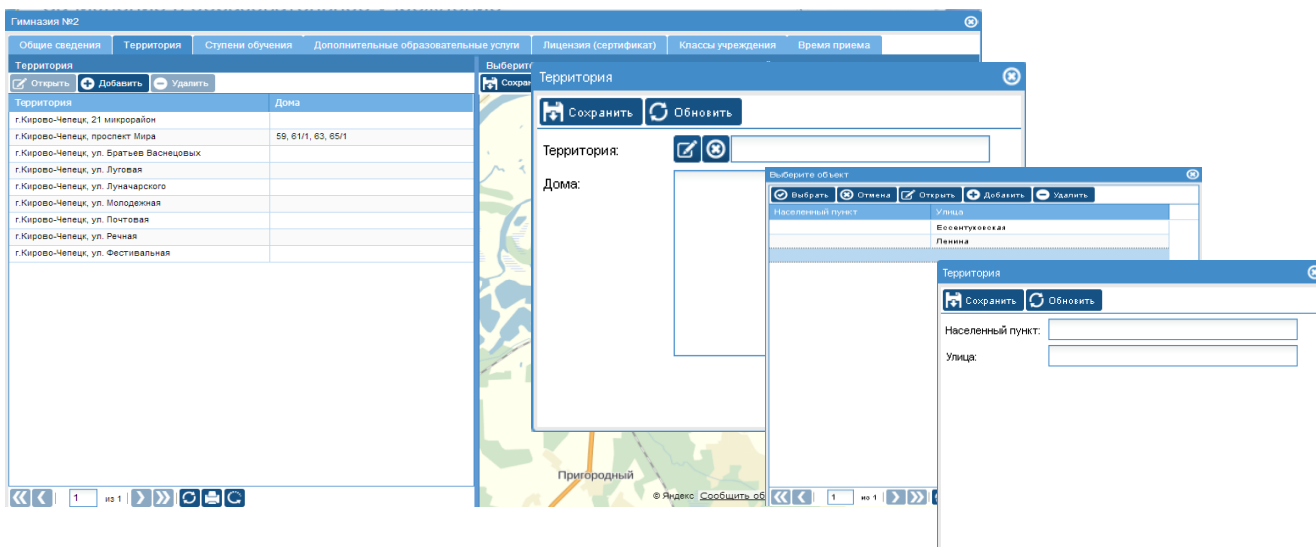 Гимназия №2
Общие сведения Территория Ступени обучения Дополнительные образовательные услуги Лицензия (сертификат) Классы учреждения Время приема
Территория
Открыть Добавить Удалить
Территория Дома
г.Кирово-Чепецк, 21 микрорайон
г.Кирово-Чепецк, проспект Мира 59, 61/1, 63, 65/1
г.Кирово-Чепецк, ул. Братьев Васнецовых
г.Кирово-Чепецк, ул. Луговая
г.Кирово-Чепецк, ул. Луначарского
г.Кирово-Чепецк, ул. Молодежная
г.Кирово-Чепецк, ул. Почтовая
г.Кирово-Чепецк, ул. Речная
г.Кирово-Чепецк, ул. Фестивальная
1 из 1
Выберите
Сохран
Пригородный
© Яндекс Сообщить об
Территория
Сохранить Обновить
Территория:
Дома:
Выберите объект
Выбрать Отмена Открыть Добавить Удалить
Населенный пункт Улица
Ессентуковская
Ленина
1 из 1
Территория
Сохранить Обновить
Населенный пункт:
Улица: